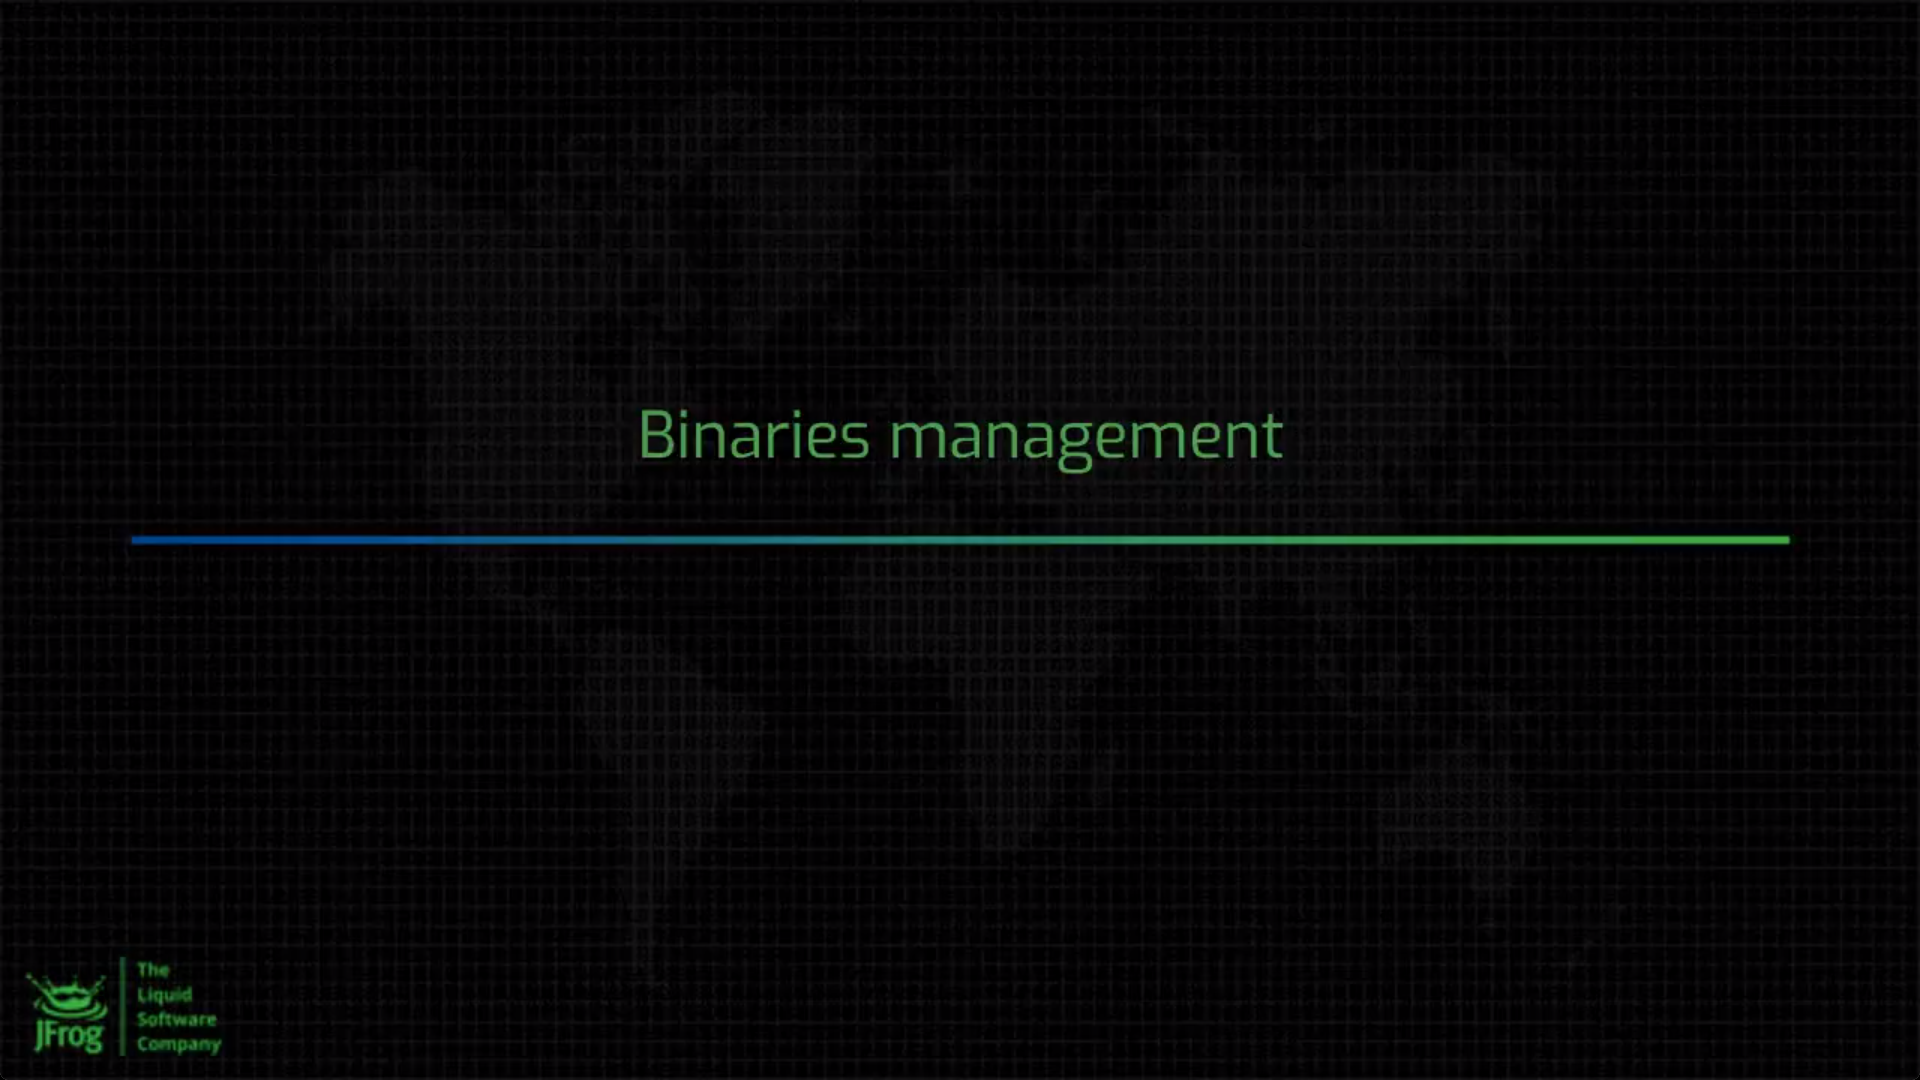 Binaries management
The
Liquid
Software
Company
JFrog